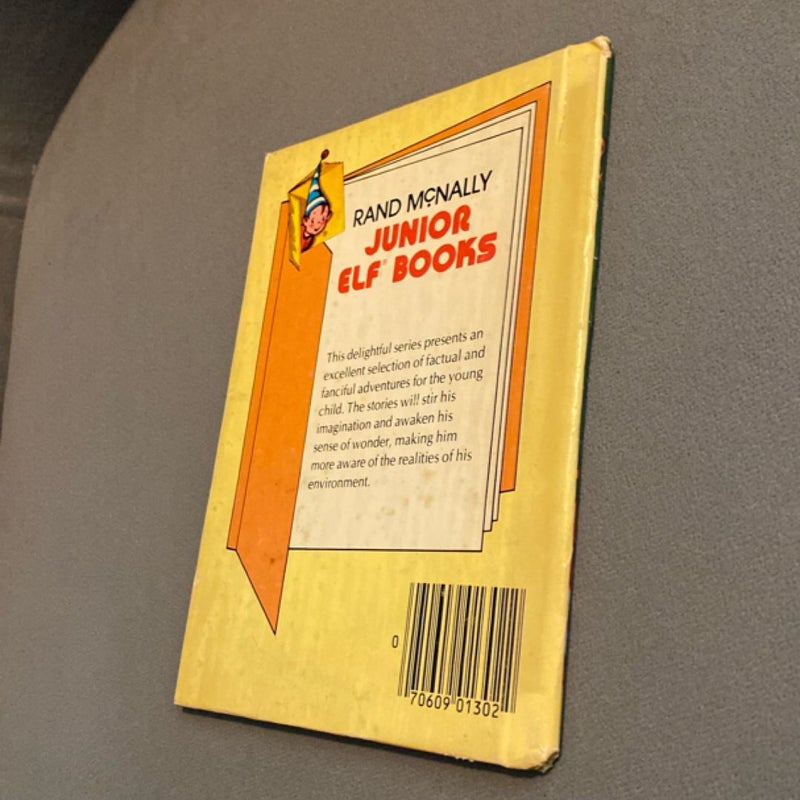 RAND McNALLY
JUNIOR
ELF® BOOKS
This delightful series presents an
excellent selection of factual and
fanciful adventures for the young
child. The stories will stir his
imagination and awaken his
sense of wonder, making him
more aware of the realities of his
environment.
0
70609 01302